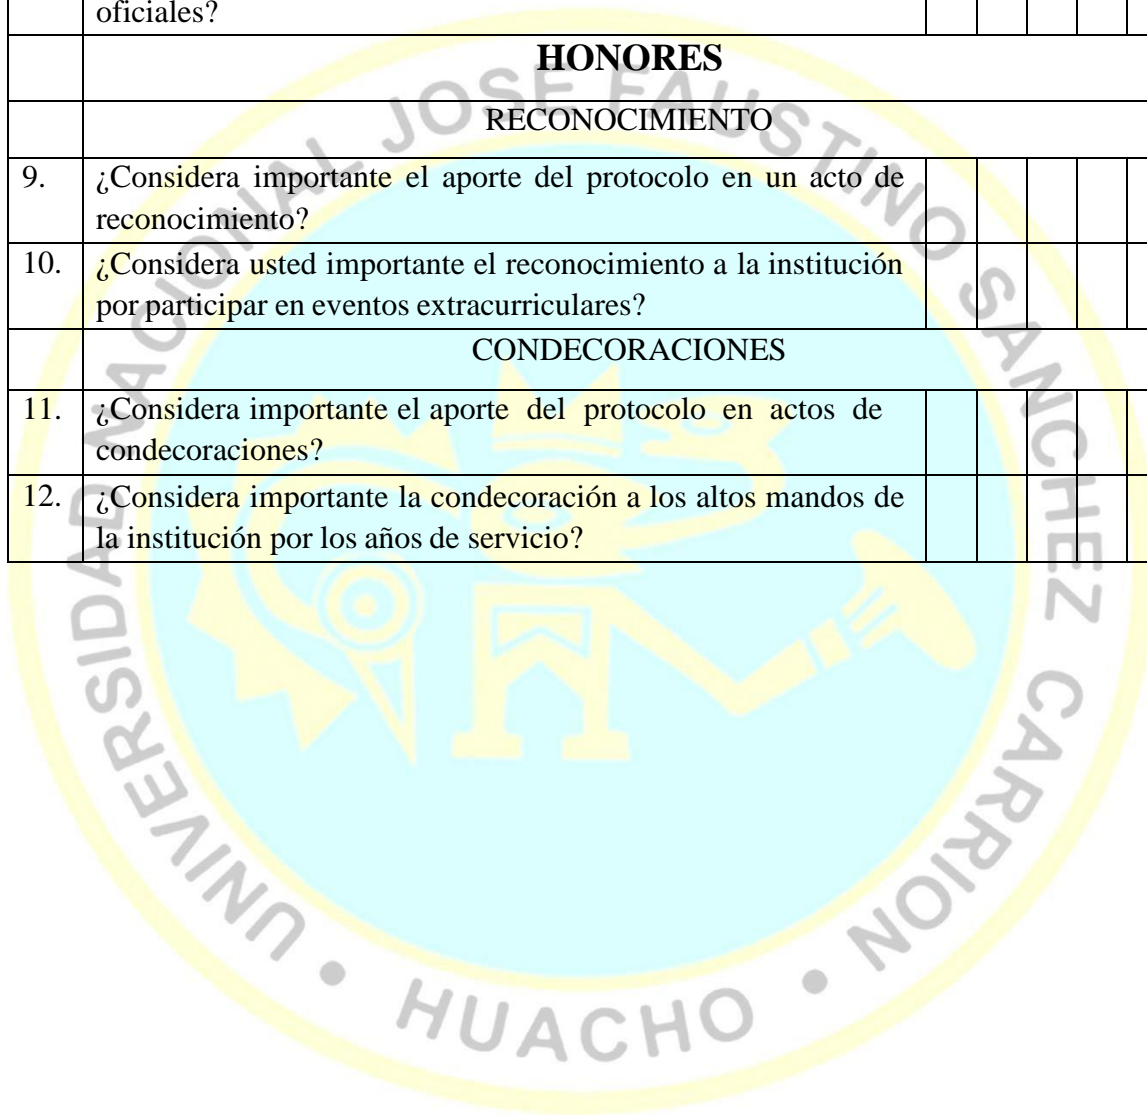 oficiales?
HONORES
RECONOCIMIENTO
9. ¿Considera importante el aporte del protocolo en un acto de
reconocimiento?
10. ¿Considera usted importante el reconocimiento a la institución
por participar en eventos extracurriculares?
CONDECORACIONES
11. ¿Considera importante el aporte del protocolo en actos de
condecoraciones?
12. ¿Considera importante la condecoración a los altos mandos de
la institución por los años de servicio?
UNIVERSIDAD NACIONAL JOSE FAUSTINO SANCHEZ CARRION
• HUACHO •